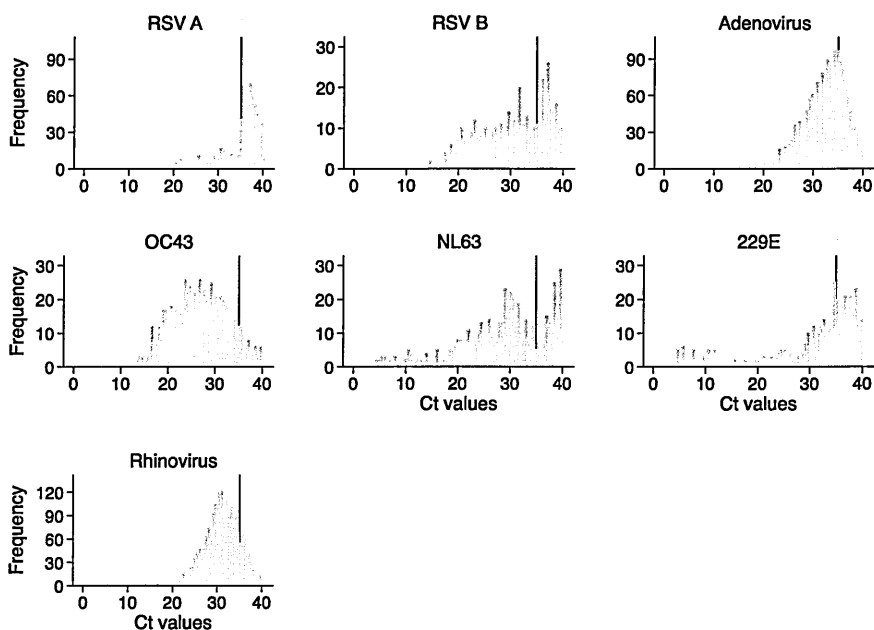 RSV A
RSV B
Adenovirus
Frequency
90
60
30
0
0 10 20 30 40
30
20
10
0
0 10 20 30 40
90
60
30
0
0 10 20 30 40
OC43
NL63
229E
Frequency
30
20
10
0
0 10 20 30 40
30
20
10
0
0 10 20 30 40
Ct values
30
20
10
0
0 10 20 30 40
Ct values
Rhinovirus
Frequency
120
90
60
30
0
0 10 20 30 40
Ct values